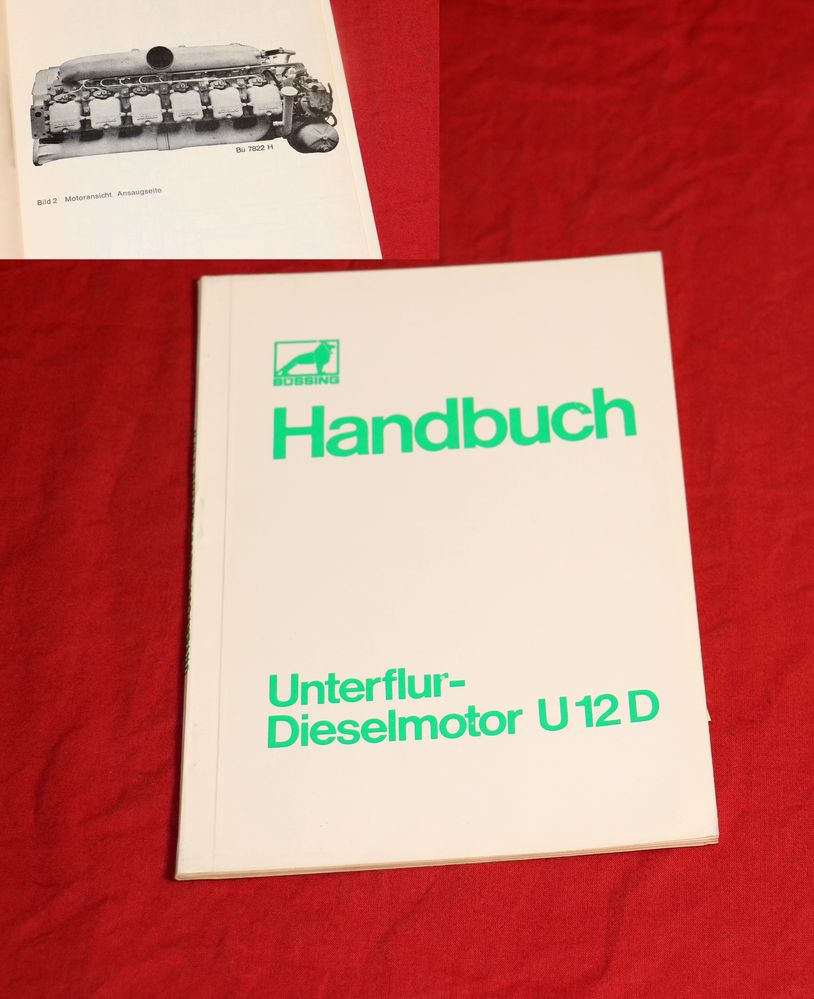 Bü 7822 H
Bild 2 Motoransicht, Ansaugseite
BÜSSING
Handbuch
Unterflur-
Dieselmotor U 12 D